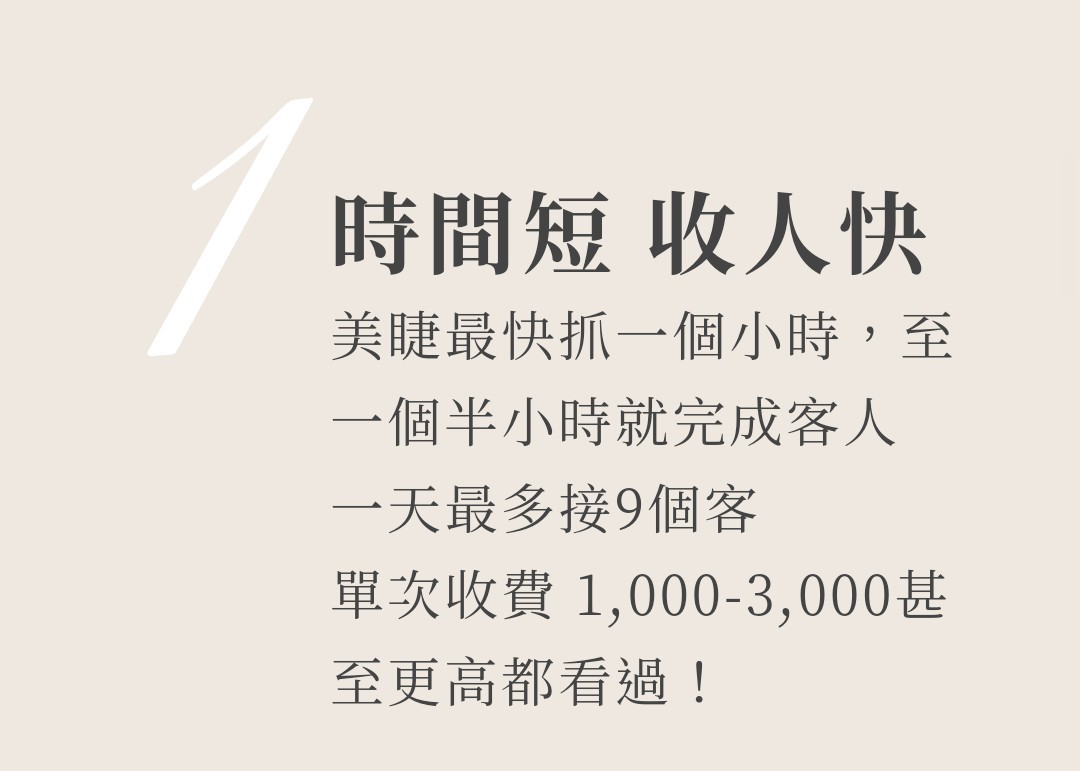 1
時間短 收人快
美睫最快抓一個小時，至
一個半小時就完成客人
一天最多接9個客
單次收費 1,000-3,000甚
至更高都看過！